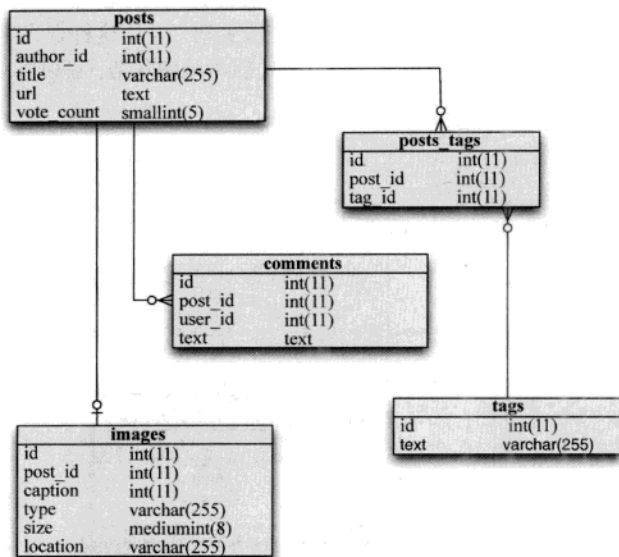 posts
id int(11)
author_id int(11)
title varchar(255)
url text
vote_count smallint(5)
posts_tags
id int(11)
post_id int(11)
tag_id int(11)
comments
id int(11)
post_id int(11)
user_id int(11)
text text
tags
id int(11)
text varchar(255)
images
id int(11)
post_id int(11)
caption int(11)
type varchar(255)
size mediumint(8)
location varchar(255)